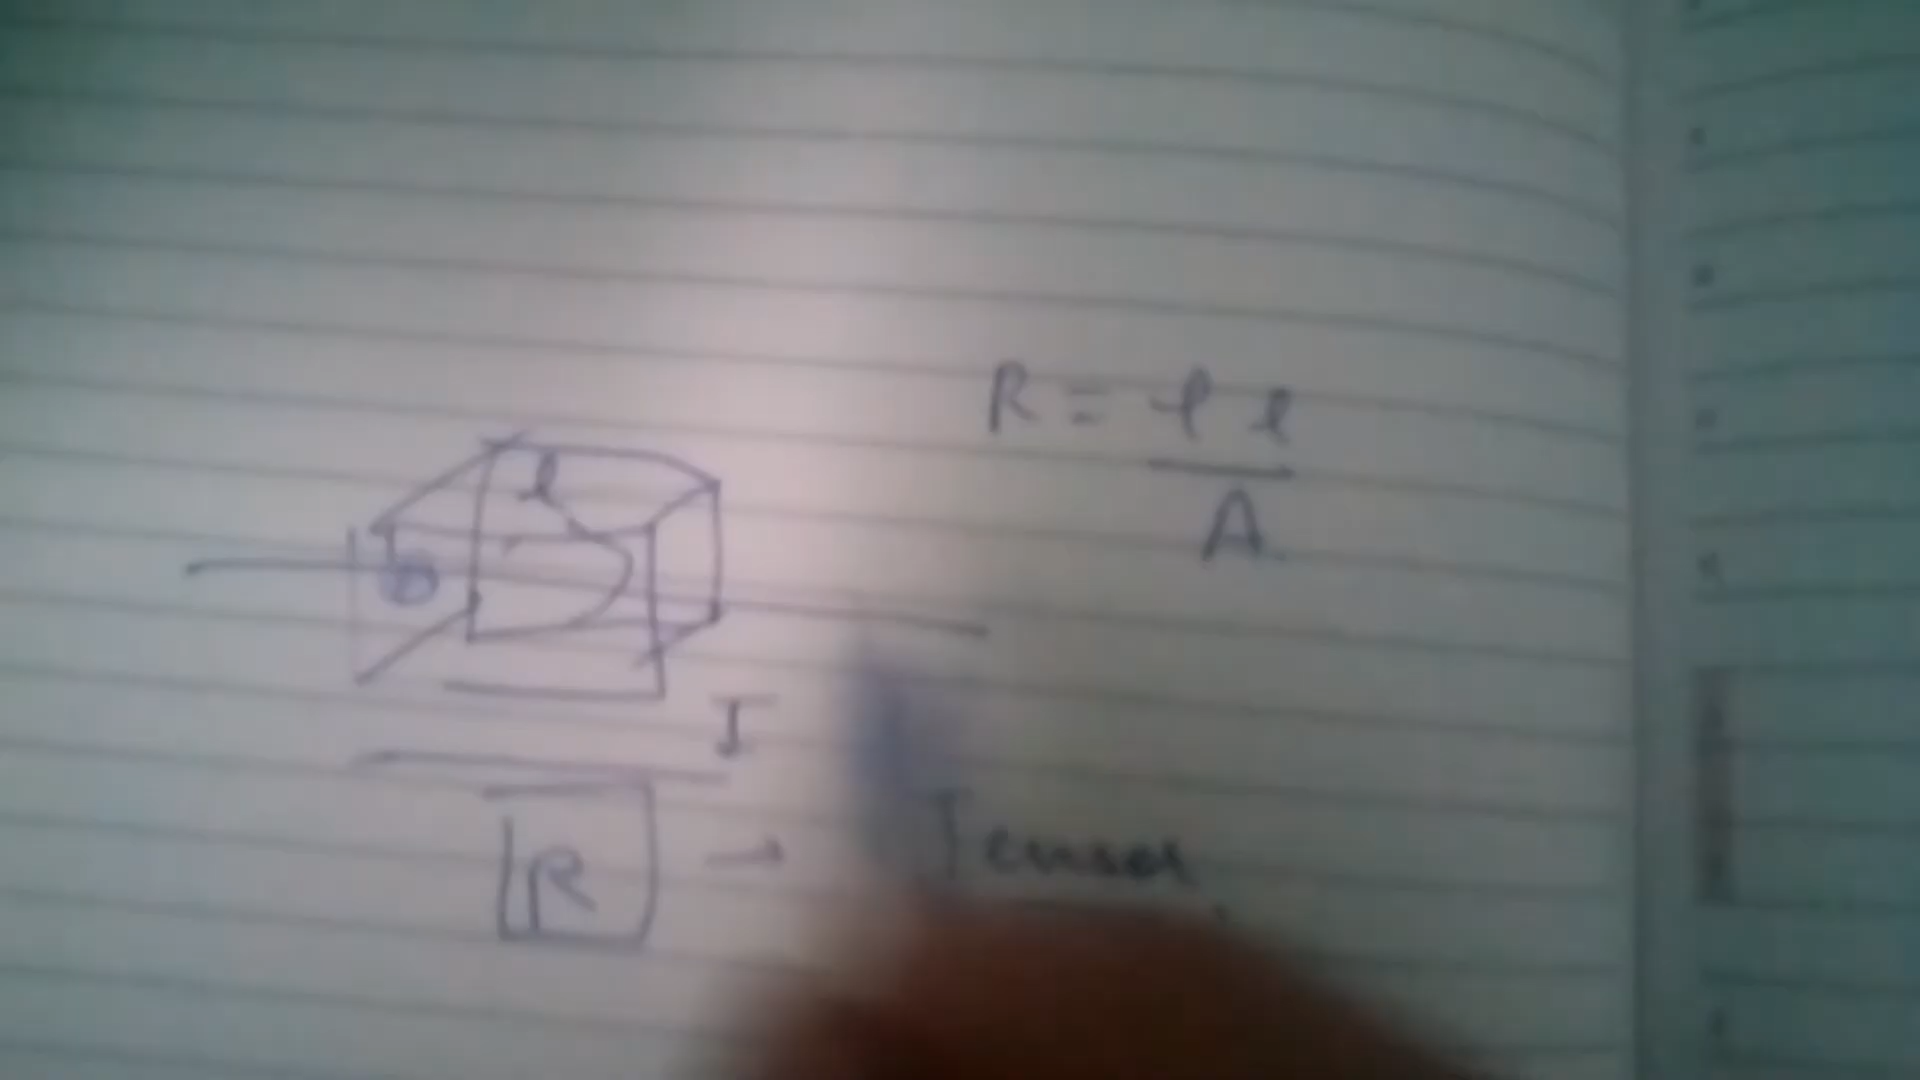 R = ρ l
A
l
I
R → Tensor